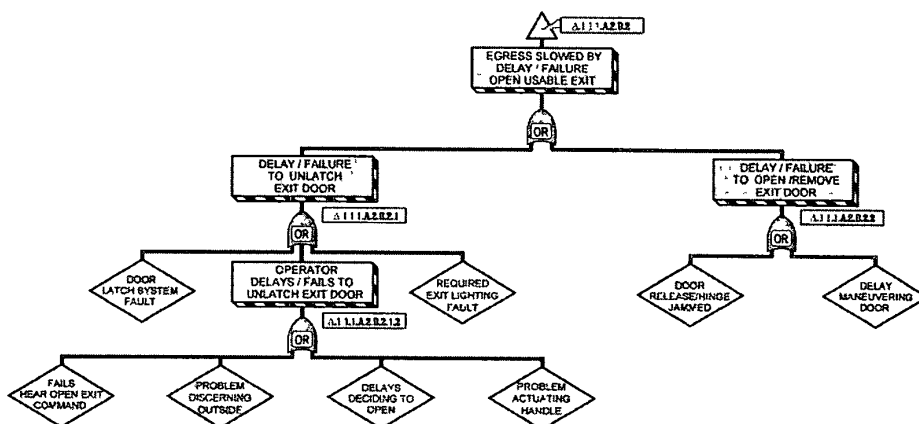 EGRESS SLOWED BY
DELAY / FAILURE
OPEN USABLE EXIT
OR
DELAY / FAILURE
TO UNLATCH
EXIT DOOR
DELAY / FAILURE
TO OPEN /REMOVE
EXIT DOOR
OR
OR
DOOR
LATCH SYSTEM
FAULT
OPERATOR
DELAYS / FAILS TO
UNLATCH EXIT DOOR
REQUIRED
EXIT LIGHTING
FAULT
DOOR
RELEASE/HINGE
JAMMED
DELAY
MANEUVERING
DOOR
OR
FAILS
HEAR OPEN EXIT
COMMAND
PROBLEM
DISCERNING
OUTSIDE
DELAYS
DECIDING TO
OPEN
PROBLEM
ACTUATING
HANDLE